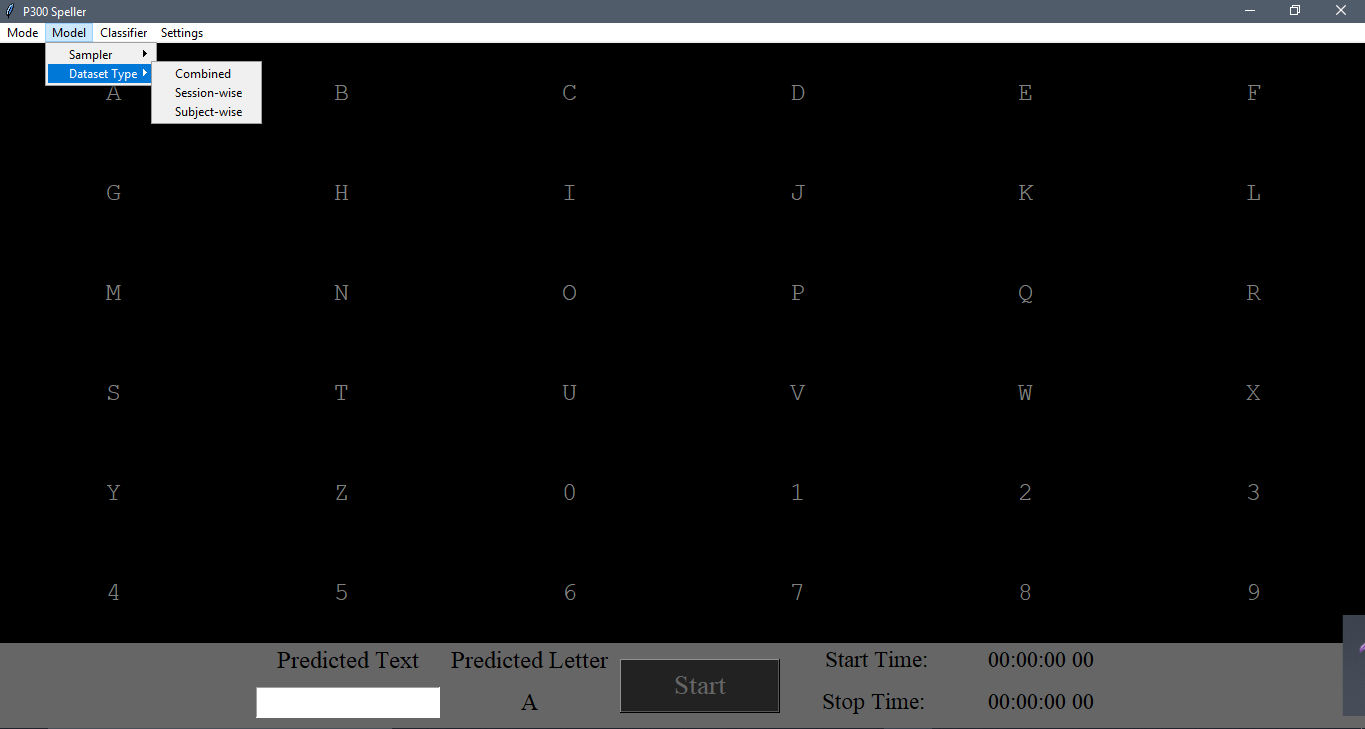 P300 Speller
Mode Model Classifier Settings
Sampler
Dataset Type
Combined
Session-wise
Subject-wise
A B C D E F
G H I J K L
M N O P Q R
S T U V W X
Y Z 0 1 2 3
4 5 6 7 8 9
Predicted Text Predicted Letter Start Start Time: 00:00:00 00
A Stop Time: 00:00:00 00